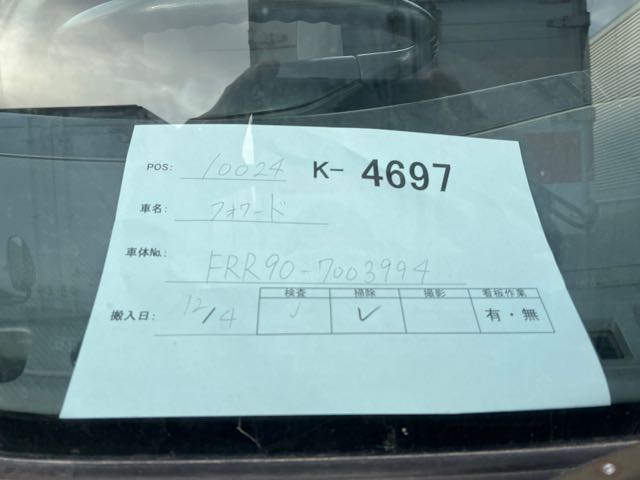 POS: 10024 K- 4697
車名: フォワード
車体No.: FRR90-7003994
検査 掃除 撮影 看板作業
搬入日: 12/4 ✓ ✓ 有・無